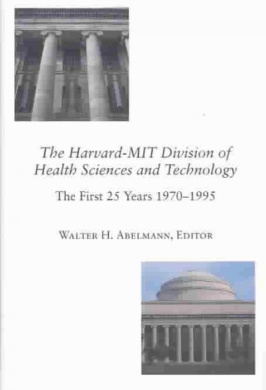 The Harvard-MIT Division of
Health Sciences and Technology
The First 25 Years 1970–1995
Walter H. Abelmann, Editor